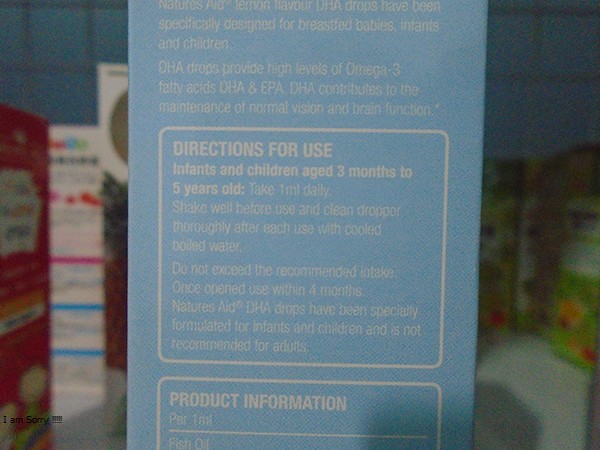 Natures Aid® lemon flavour DHA drops have been
specifically designed for breastfed babies, infants
and children.
DHA drops provide high levels of Omega-3
fatty acids DHA & EPA. DHA contributes to the
maintenance of normal vision and brain function.*
DIRECTIONS FOR USE
Infants and children aged 3 months to
5 years old: Take 1ml daily.
Shake well before use and clean dropper
thoroughly after each use with cooled
boiled water.
Do not exceed the recommended intake.
Once opened use within 4 months.
Natures Aid® DHA drops have been specially
formulated for infants and children and is not
recommended for adults.
PRODUCT INFORMATION
Per 1ml
Fish Oil
I am Sorry !!!!!